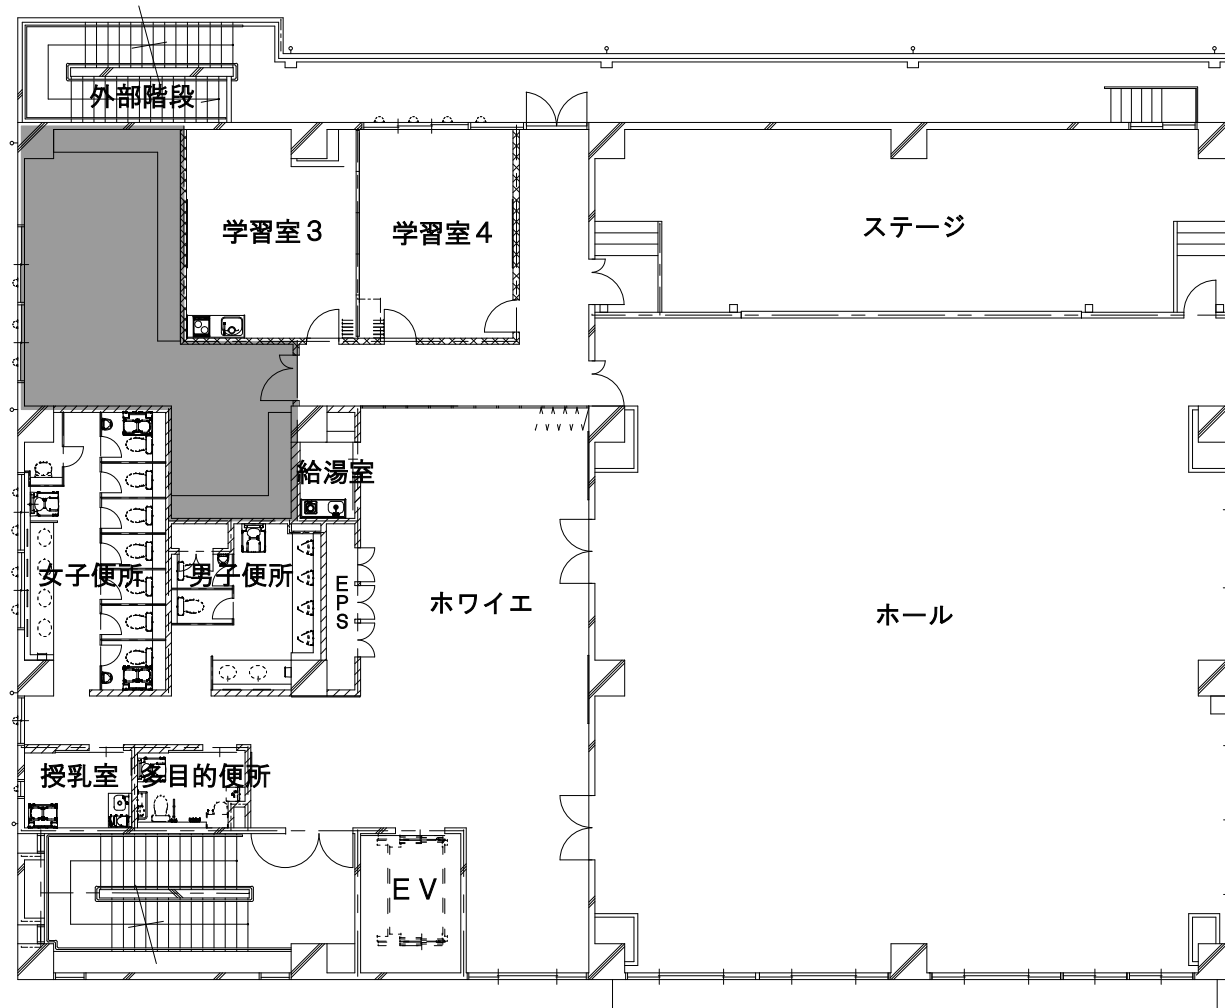 外部階段
学習室3
学習室4
ステージ
給湯室
女子便所
男子便所
EPS
ホワイエ
ホール
授乳室
多目的便所
EV